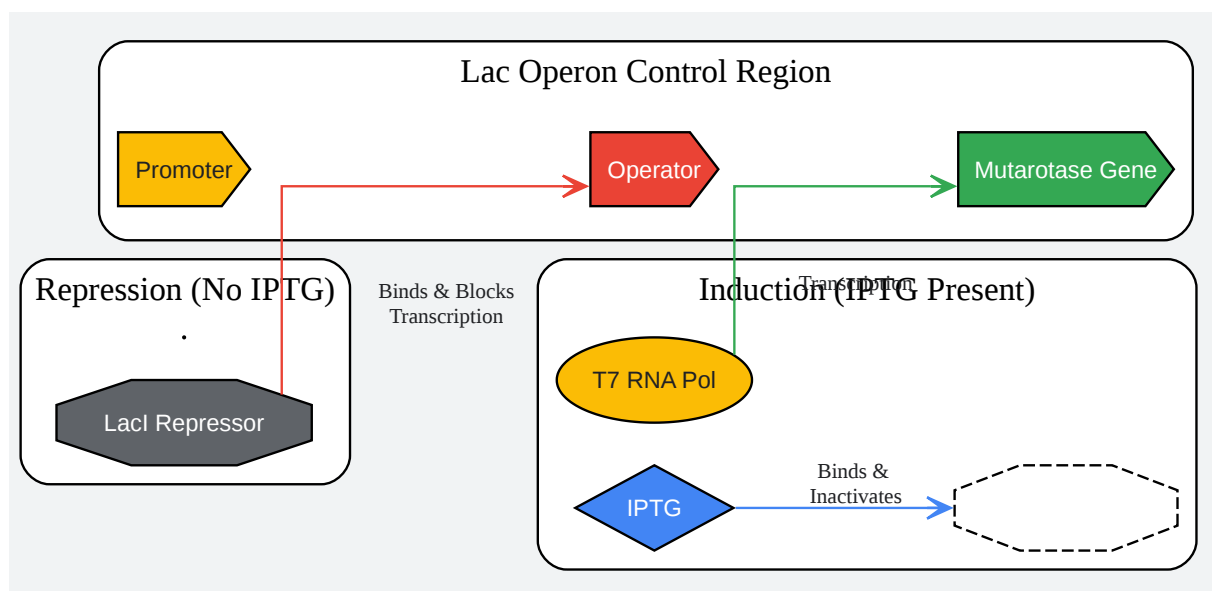 Lac Operon Control Region
Promoter
Operator
Mutarotase Gene
Repression (No IPTG)
.
LacI Repressor
Binds & Blocks
Transcription
Induction (IPTG Present)
Transcription
T7 RNA Pol
IPTG
Binds &
Inactivates